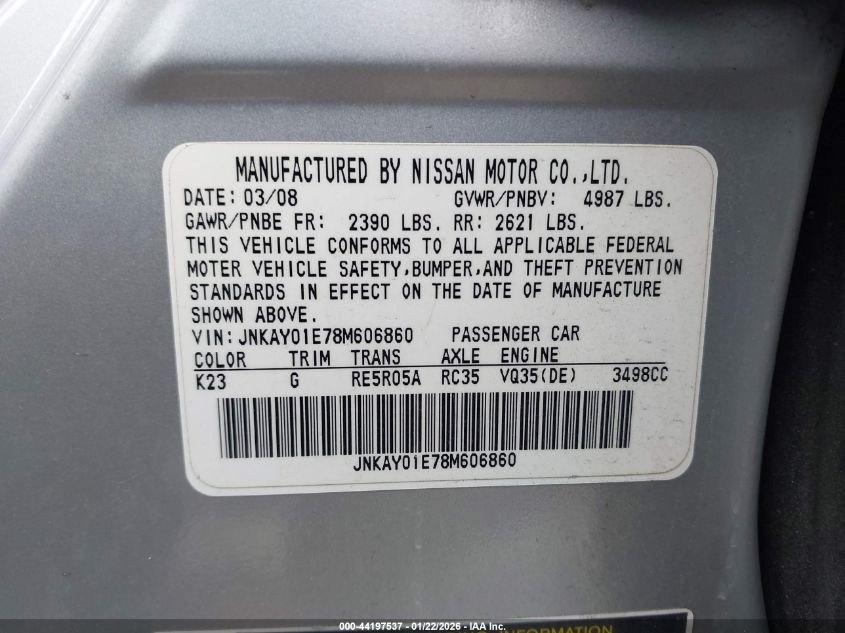 MANUFACTURED BY NISSAN MOTOR CO.,LTD.
DATE: 03/08 GVWR/PNBV: 4987 LBS.
GAWR/PNBE FR: 2390 LBS. RR: 2621 LBS.
THIS VEHICLE CONFORMS TO ALL APPLICABLE FEDERAL
MOTER VEHICLE SAFETY,BUMPER,AND THEFT PREVENTION
STANDARDS IN EFFECT ON THE DATE OF MANUFACTURE
SHOWN ABOVE.
VIN:JNKAY01E78M606860 PASSENGER CAR
COLOR TRIM TRANS AXLE ENGINE
K23 G RE5R05A RC35 VQ35(DE) 3498CC
JNKAY01E78M606860
INFORMATION
000-44197537 - 01/22/2026 - IAA Inc.